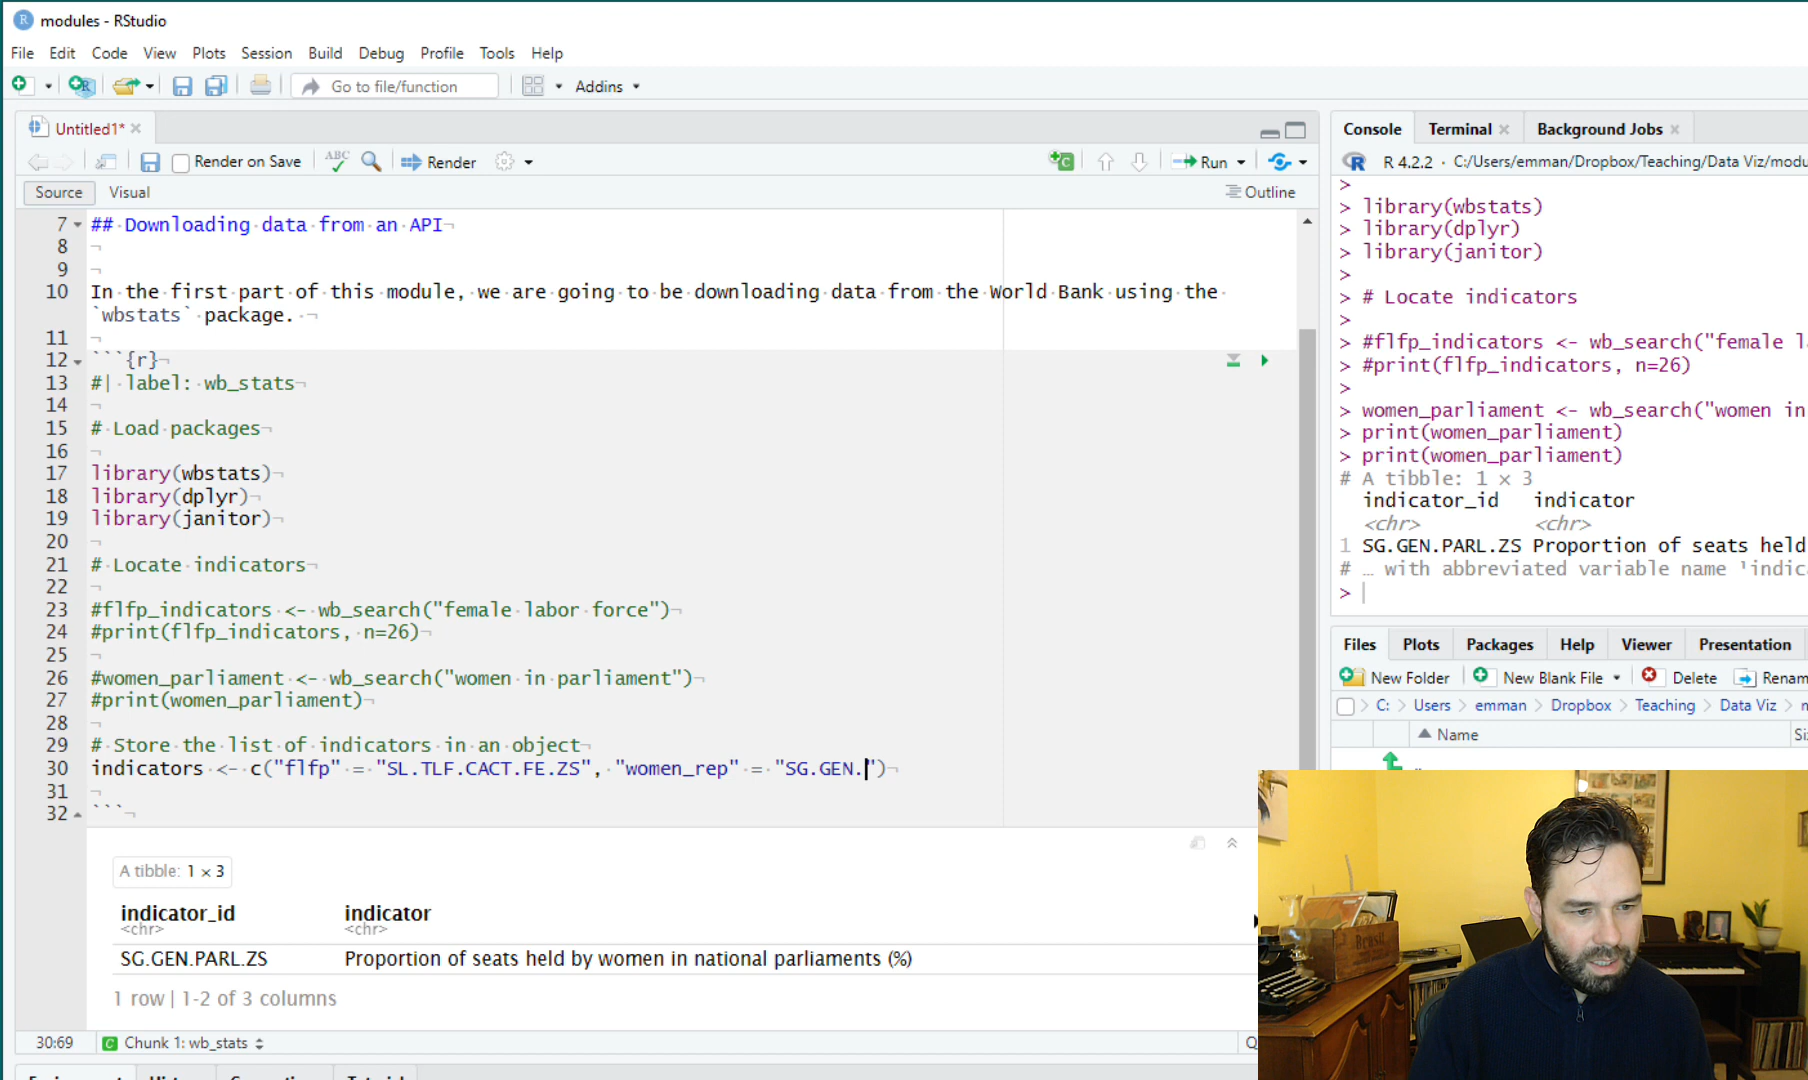 modules - RStudio
File Edit Code View Plots Session Build Debug Profile Tools Help
Go to file/function Addins
Untitled1*
Render on Save ABC Render Run
Source Visual Outline
7 ## Downloading data from an API
8
9
10 In the first part of this module, we are going to be downloading data from the World Bank using the
`wbstats` package.
11
12 ```{r}
13 #| label: wb_stats
14
15 # Load packages
16
17 library(wbstats)
18 library(dplyr)
19 library(janitor)
20
21 # Locate indicators
22
23 #flfp_indicators <- wb_search("female labor force")
24 #print(flfp_indicators, n=26)
25
26 #women_parliament <- wb_search("women in parliament")
27 #print(women_parliament)
28
29 # Store the list of indicators in an object
30 indicators <- c("flfp" = "SL.TLF.CACT.FE.ZS", "women_rep" = "SG.GEN.")
31
32 ```
A tibble: 1 × 3
indicator_id indicator
<chr> <chr>
SG.GEN.PARL.ZS Proportion of seats held by women in national parliaments (%)
1 row | 1-2 of 3 columns
30:69 Chunk 1: wb_stats
Console Terminal Background Jobs
R 4.2.2 · C:/Users/emman/Dropbox/Teaching/Data Viz/modu
>
> library(wbstats)
> library(dplyr)
> library(janitor)
>
> # Locate indicators
>
> #flfp_indicators <- wb_search("female l
> #print(flfp_indicators, n=26)
>
> women_parliament <- wb_search("women in
> print(women_parliament)
> print(women_parliament)
# A tibble: 1 × 3
indicator_id indicator
<chr> <chr>
1 SG.GEN.PARL.ZS Proportion of seats held
# … with abbreviated variable name ¹indic
>
Files Plots Packages Help Viewer Presentation
New Folder New Blank File Delete Renam
C: > Users > emman > Dropbox > Teaching > Data Viz >
Name Si